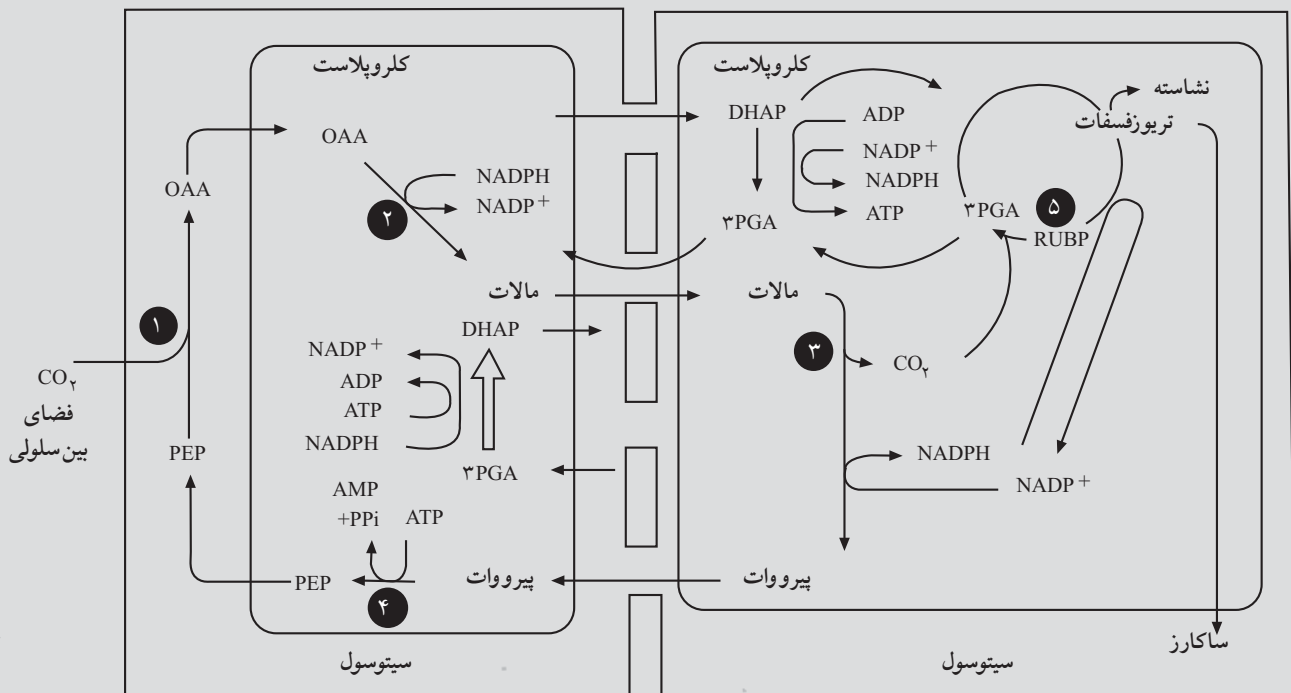 کلروپلاست
OAA
NADPH
NADP+
۲
OAA
۱
CO۲
فضای
بین‌سلولی
PEP
مالات
DHAP
NADP+
ADP
ATP
NADPH
۳PGA
AMP
+PPi
ATP
PEP
۴
پیرووات
سیتوسول
کلروپلاست
DHAP
ADP
NADP+
NADPH
ATP
۳PGA
نشاسته
تریوزفسفات
۳PGA
۵
RUBP
مالات
۳
CO۲
NADPH
NADP+
پیرووات
ساکارز
سیتوسول